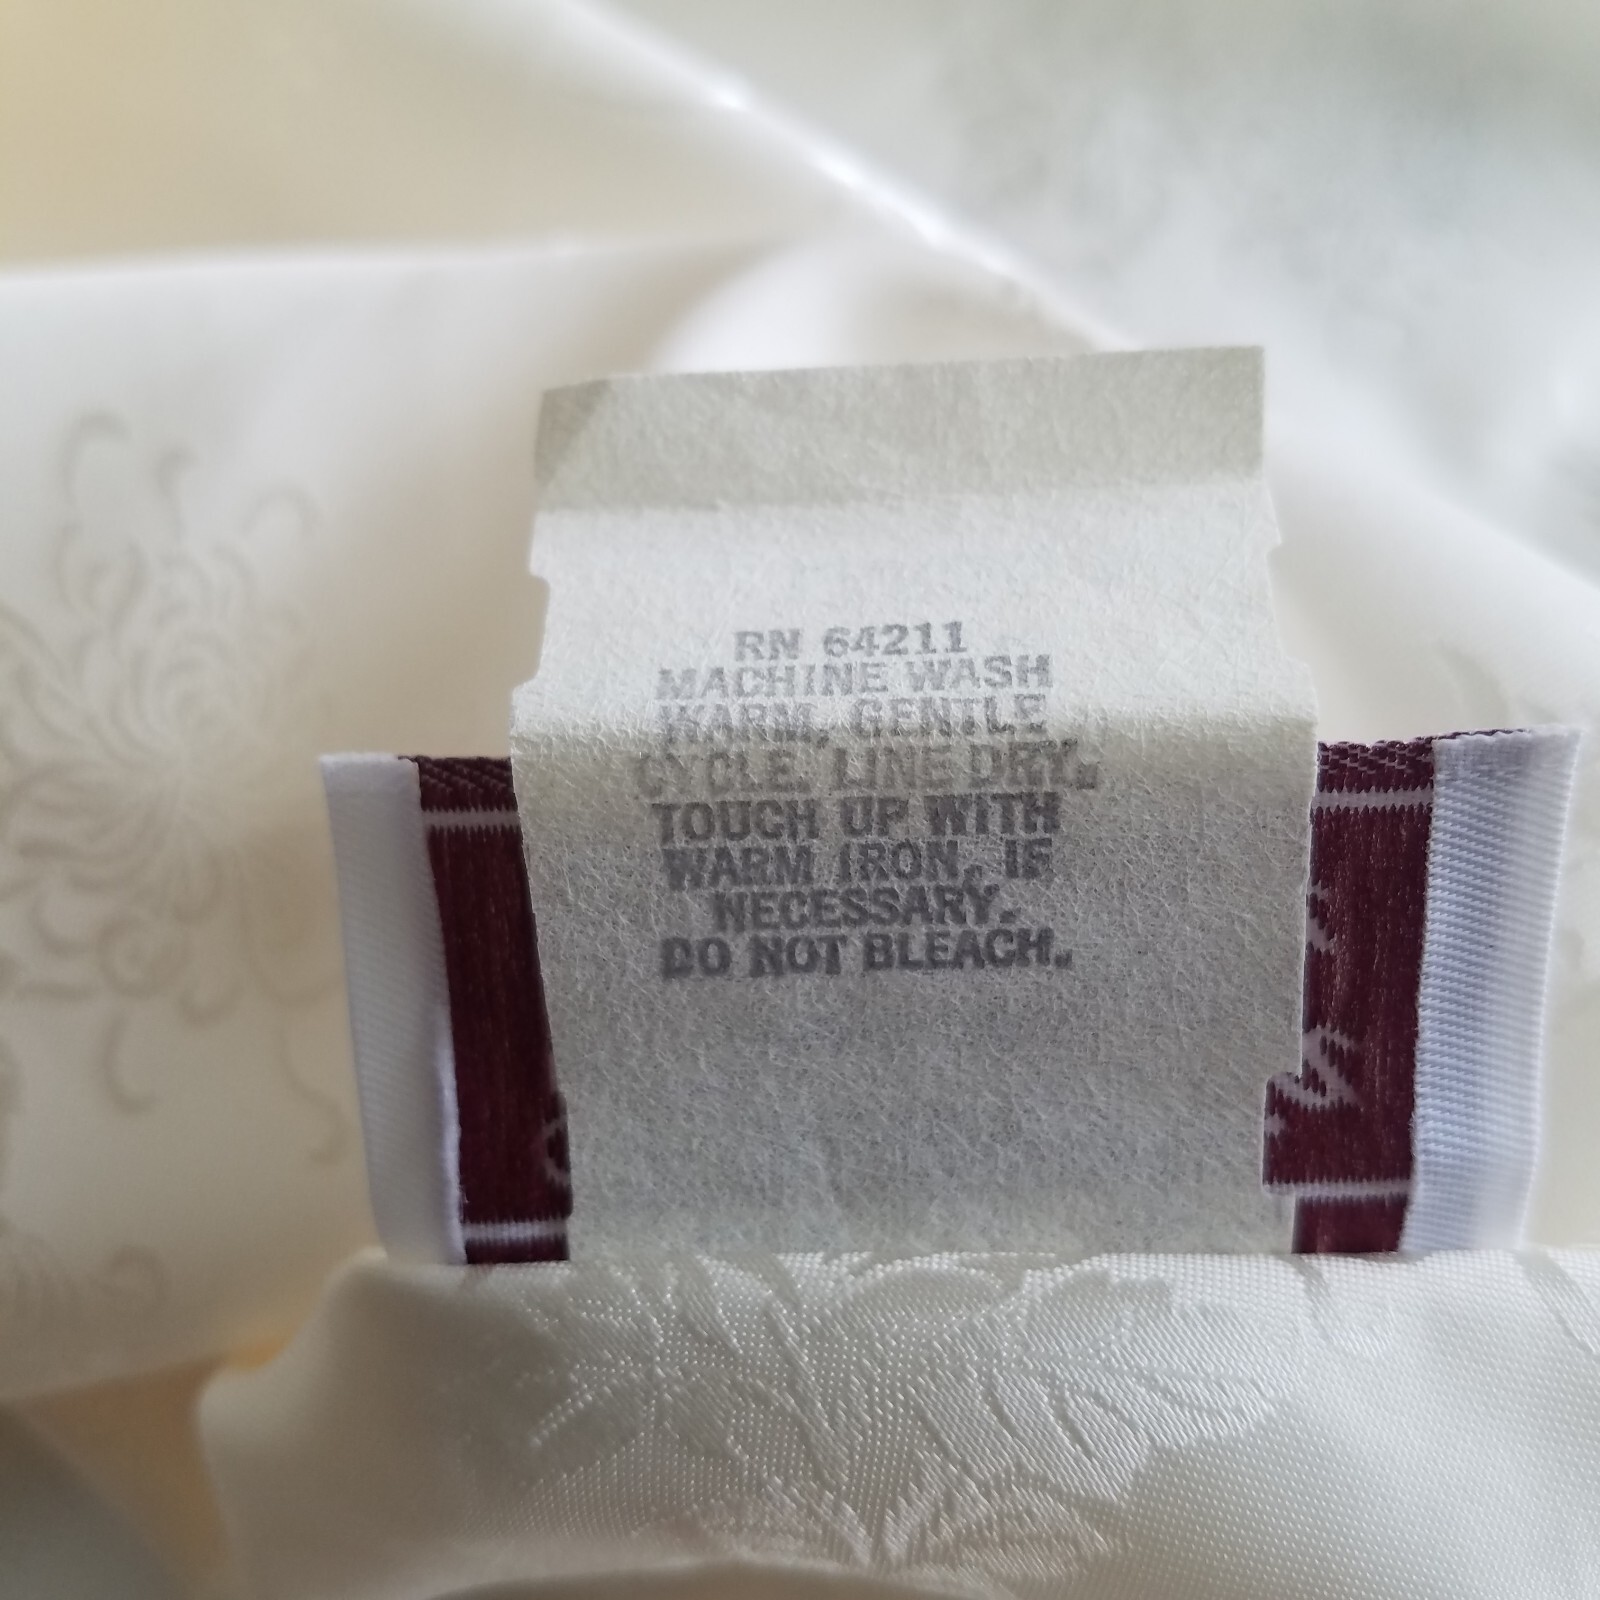 RN 64211
MACHINE WASH
WARM, GENTLE
CYCLE, LINE DRY.
TOUCH UP WITH
WARM IRON, IF
NECESSARY.
DO NOT BLEACH.